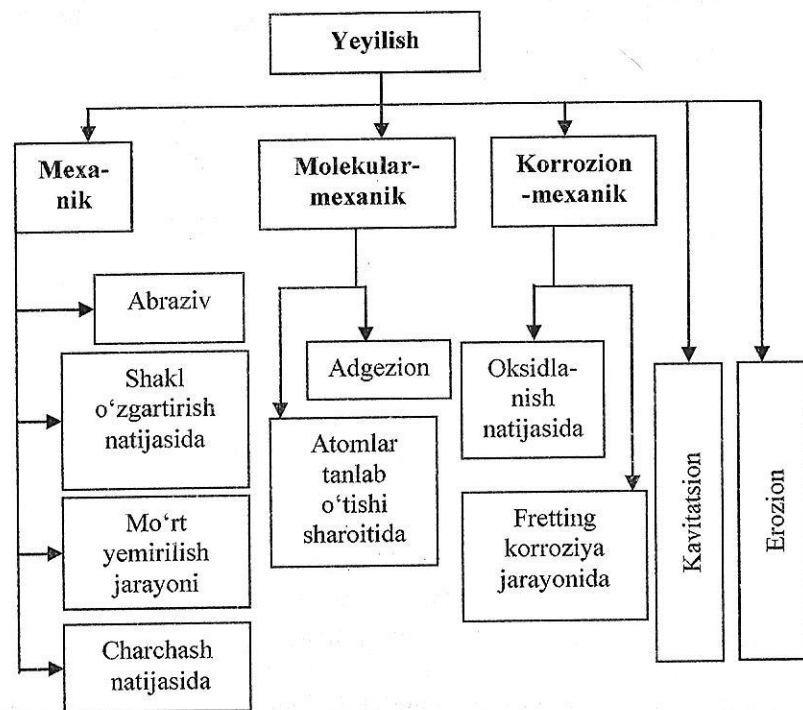 Yeyilish
Mexa-
nik
Molekular-
mexanik
Korrozion
-mexanik
Abraziv
Shakl
o‘zgartirish
natijasida
Mo‘rt
yemirilish
jarayoni
Charchash
natijasida
Adgezion
Atomlar
tanlab
o‘tishi
sharoitida
Oksidla-
nish
natijasida
Fretting
korroziya
jarayonida
Kavitatsion
Erozion